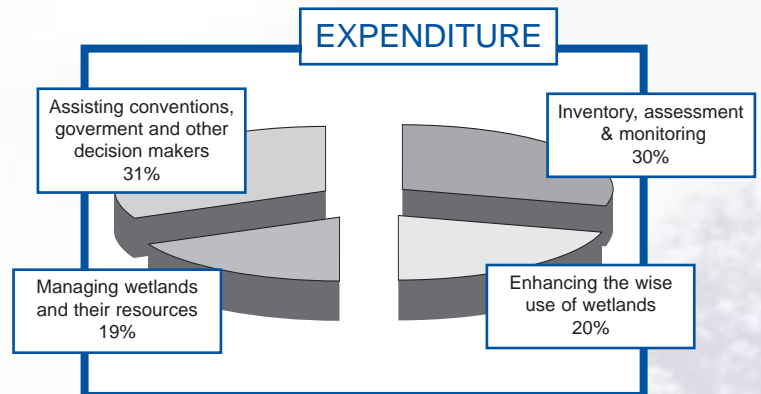 EXPENDITURE
Assisting conventions,
goverment and other
decision makers
31%
Inventory, assessment
& monitoring
30%
Managing wetlands
and their resources
19%
Enhancing the wise
use of wetlands
20%